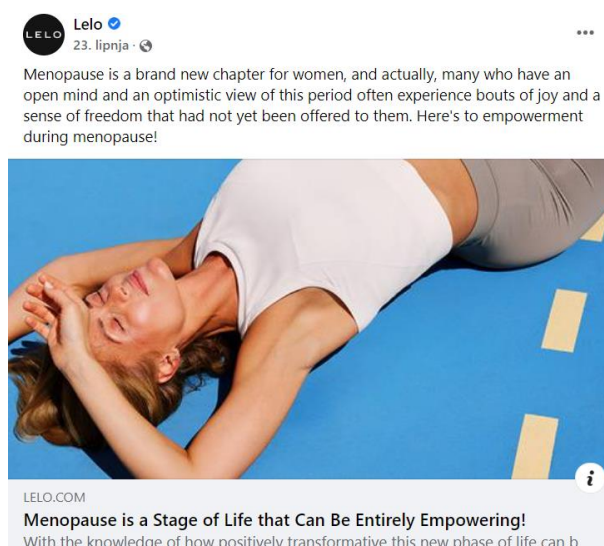 LELO
Lelo
23. lipnja ·
Menopause is a brand new chapter for women, and actually, many who have an
open mind and an optimistic view of this period often experience bouts of joy and a
sense of freedom that had not yet been offered to them. Here's to empowerment
during menopause!
i
LELO.COM
Menopause is a Stage of Life that Can Be Entirely Empowering!
With the knowledge of how positively transformative this new phase of life can b